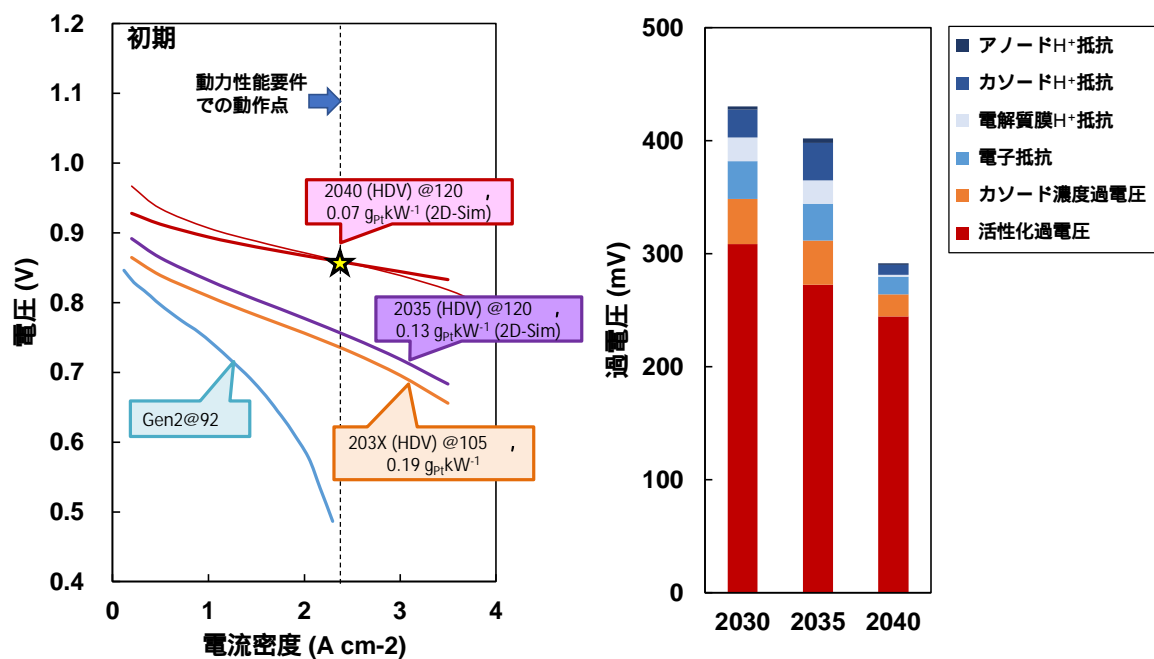 初期
動力性能要件
での動作点
2040 (HDV) @120 ,
0.07 gPtkW-1 (2D-Sim)
2035 (HDV) @120 ,
0.13 gPtkW-1 (2D-Sim)
Gen2@92
203X (HDV) @105 ,
0.19 gPtkW-1
電圧 (V)
1.2
1.1
1.0
0.9
0.8
0.7
0.6
0.5
0.4
0
1
2
3
4
電流密度 (A cm-2)
過電圧 (mV)
500
400
300
200
100
0
2030
2035
2040
アノードH+抵抗
カソードH+抵抗
電解質膜H+抵抗
電子抵抗
カソード濃度過電圧
活性化過電圧